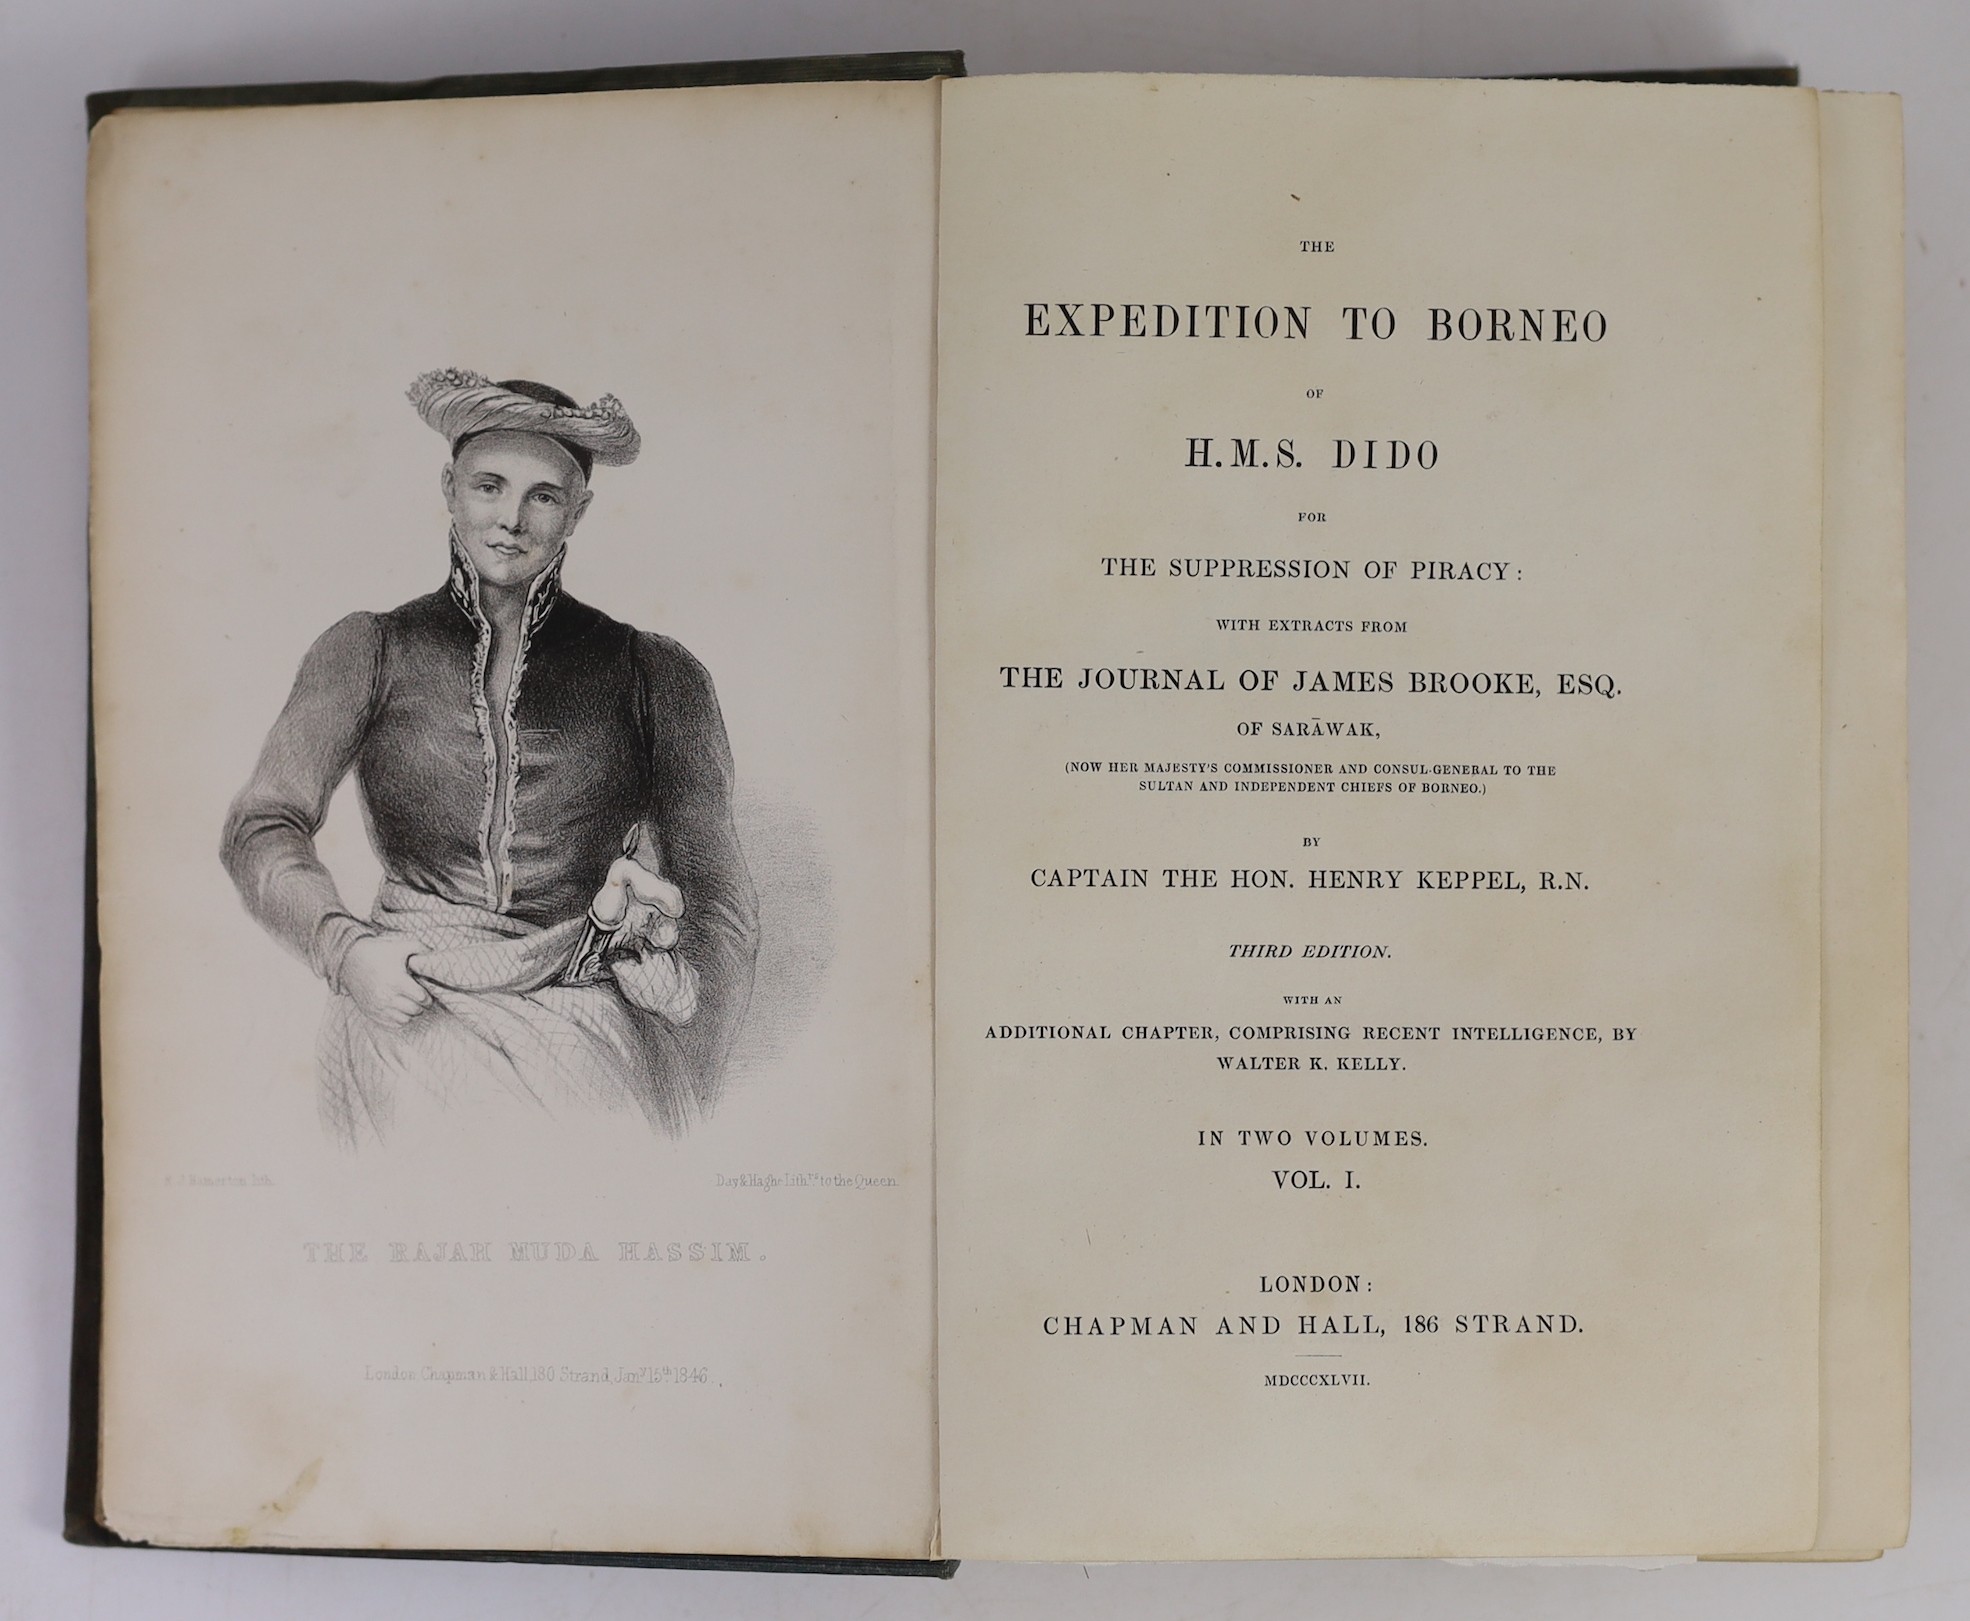 Day & Haghe Lith.rs to the Queen
THE RAJAH MUDA HASSIM.
London Chapman & Hall, 180 Strand, Jany. 15th 1846.
THE
EXPEDITION TO BORNEO
OF
H.M.S. DIDO
FOR
THE SUPPRESSION OF PIRACY:
WITH EXTRACTS FROM
THE JOURNAL OF JAMES BROOKE, ESQ.
OF SARĀWAK,
(NOW HER MAJESTY'S COMMISSIONER AND CONSUL-GENERAL TO THE
SULTAN AND INDEPENDENT CHIEFS OF BORNEO.)
BY
CAPTAIN THE HON. HENRY KEPPEL, R.N.
THIRD EDITION.
WITH AN
ADDITIONAL CHAPTER, COMPRISING RECENT INTELLIGENCE, BY
WALTER K. KELLY.
IN TWO VOLUMES.
VOL. I.
LONDON:
CHAPMAN AND HALL, 186 STRAND.
MDCCCXLVII.